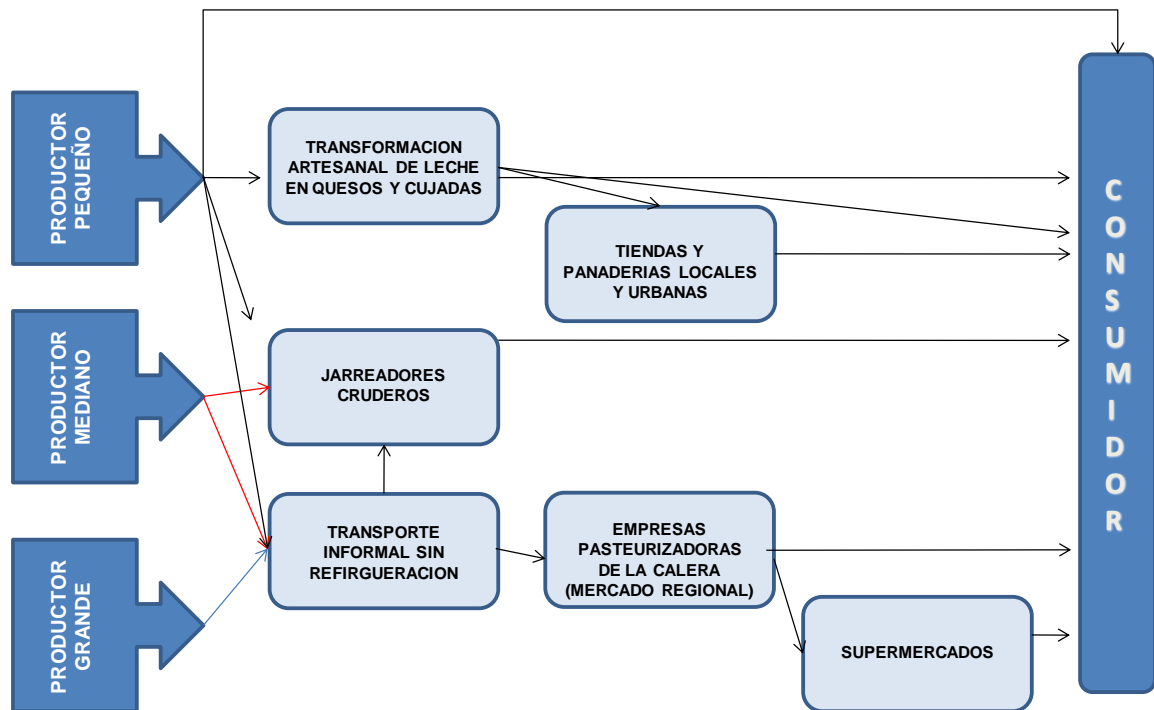 PRODUCTOR
PEQUEÑO
TRANSFORMACION
ARTESANAL DE LECHE
EN QUESOS Y CUJADAS
TIENDAS Y
PANADERIAS LOCALES
Y URBANAS
PRODUCTOR
MEDIANO
JARREADORES
CRUDEROS
PRODUCTOR
GRANDE
TRANSPORTE
INFORMAL SIN
REFIRGUERACION
EMPRESAS
PASTEURIZADORAS
DE LA CALERA
(MERCADO REGIONAL)
SUPERMERCADOS
CONSUMIDOR